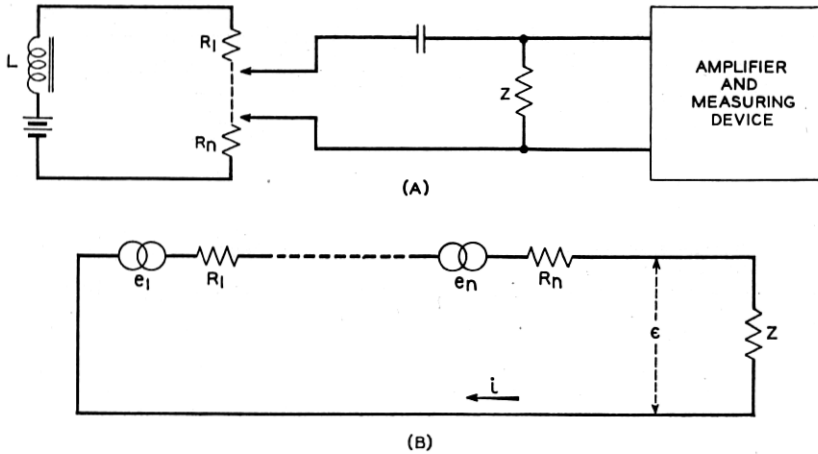 L
R1
Rn
Z
AMPLIFIER
AND
MEASURING
DEVICE
(A)
e1
R1
en
Rn
ϵ
Z
i
(B)